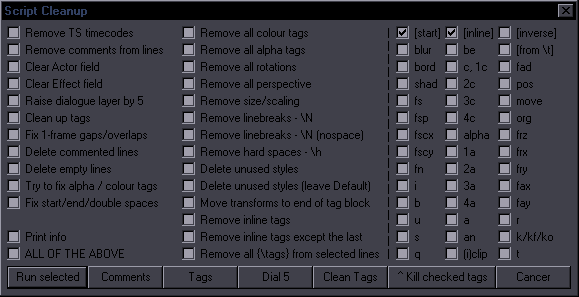 Script Cleanup
Remove TS timecodes Remove all colour tags | [start] [inline] [inverse]
Remove comments from lines Remove all alpha tags | blur be [from \t]
Clear Actor field Remove all rotations | bord c, 1c fad
Clear Effect field Remove all perspective | shad 2c pos
Raise dialogue layer by 5 Remove size/scaling | fs 3c move
Clean up tags Remove linebreaks - \N | fsp 4c org
Fix 1-frame gaps/overlaps Remove linebreaks - \N (nospace) | fscx alpha frz
Delete commented lines Remove hard spaces - \h | fscy 1a frx
Delete empty lines Delete unused styles | fn 2a fry
Try to fix alpha / colour tags Delete unused styles (leave Default) | i 3a fax
Fix start/end/double spaces Move transforms to end of tag block | b 4a fay
Remove inline tags | u a r
Print info Remove inline tags except the last | s an k/kf/ko
ALL OF THE ABOVE Remove all {\tags} from selected lines | q (i)clip t
Run selected Comments Tags Dial 5 Clean Tags ^ Kill checked tags Cancer